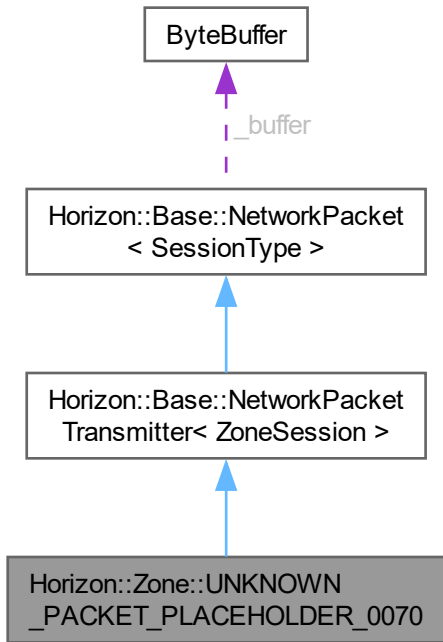 ByteBuffer
_buffer
Horizon::Base::NetworkPacket
< SessionType >
Horizon::Base::NetworkPacket
Transmitter< ZoneSession >
Horizon::Zone::UNKNOWN
_PACKET_PLACEHOLDER_0070